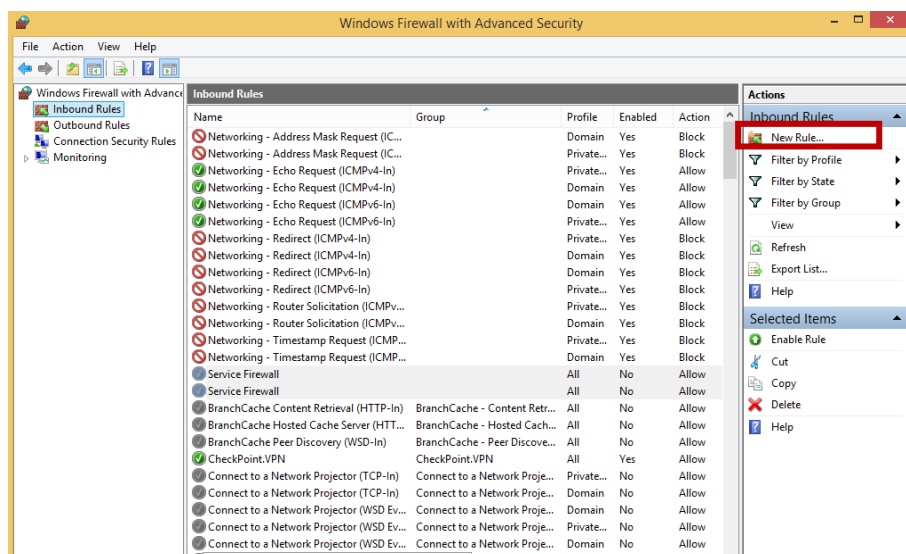 Windows Firewall with Advanced Security
File Action View Help
Windows Firewall with Advance
Inbound Rules
Outbound Rules
Connection Security Rules
Monitoring
Inbound Rules
Name Group Profile Enabled Action
Networking - Address Mask Request (IC... Domain Yes Block
Networking - Address Mask Request (IC... Private... Yes Block
Networking - Echo Request (ICMPv4-In) Private... Yes Allow
Networking - Echo Request (ICMPv4-In) Domain Yes Allow
Networking - Echo Request (ICMPv6-In) Domain Yes Allow
Networking - Echo Request (ICMPv6-In) Private... Yes Allow
Networking - Redirect (ICMPv4-In) Private... Yes Block
Networking - Redirect (ICMPv4-In) Domain Yes Block
Networking - Redirect (ICMPv6-In) Domain Yes Block
Networking - Redirect (ICMPv6-In) Private... Yes Block
Networking - Router Solicitation (ICMPv... Private... Yes Block
Networking - Router Solicitation (ICMPv... Domain Yes Block
Networking - Timestamp Request (ICMP... Private... Yes Block
Networking - Timestamp Request (ICMP... Domain Yes Block
Service Firewall All No Allow
Service Firewall All No Allow
BranchCache Content Retrieval (HTTP-In) BranchCache - Content Retr... All No Allow
BranchCache Hosted Cache Server (HTT... BranchCache - Hosted Cach... All No Allow
BranchCache Peer Discovery (WSD-In) BranchCache - Peer Discove... All No Allow
CheckPoint.VPN CheckPoint.VPN All Yes Allow
Connect to a Network Projector (TCP-In) Connect to a Network Proje... Private... No Allow
Connect to a Network Projector (TCP-In) Connect to a Network Proje... Domain No Allow
Connect to a Network Projector (WSD Ev... Connect to a Network Proje... Domain No Allow
Connect to a Network Projector (WSD Ev... Connect to a Network Proje... Private... No Allow
Connect to a Network Projector (WSD Ev... Connect to a Network Proje... Domain No Allow
Actions
Inbound Rules
New Rule...
Filter by Profile
Filter by State
Filter by Group
View
Refresh
Export List...
Help
Selected Items
Enable Rule
Cut
Copy
Delete
Help